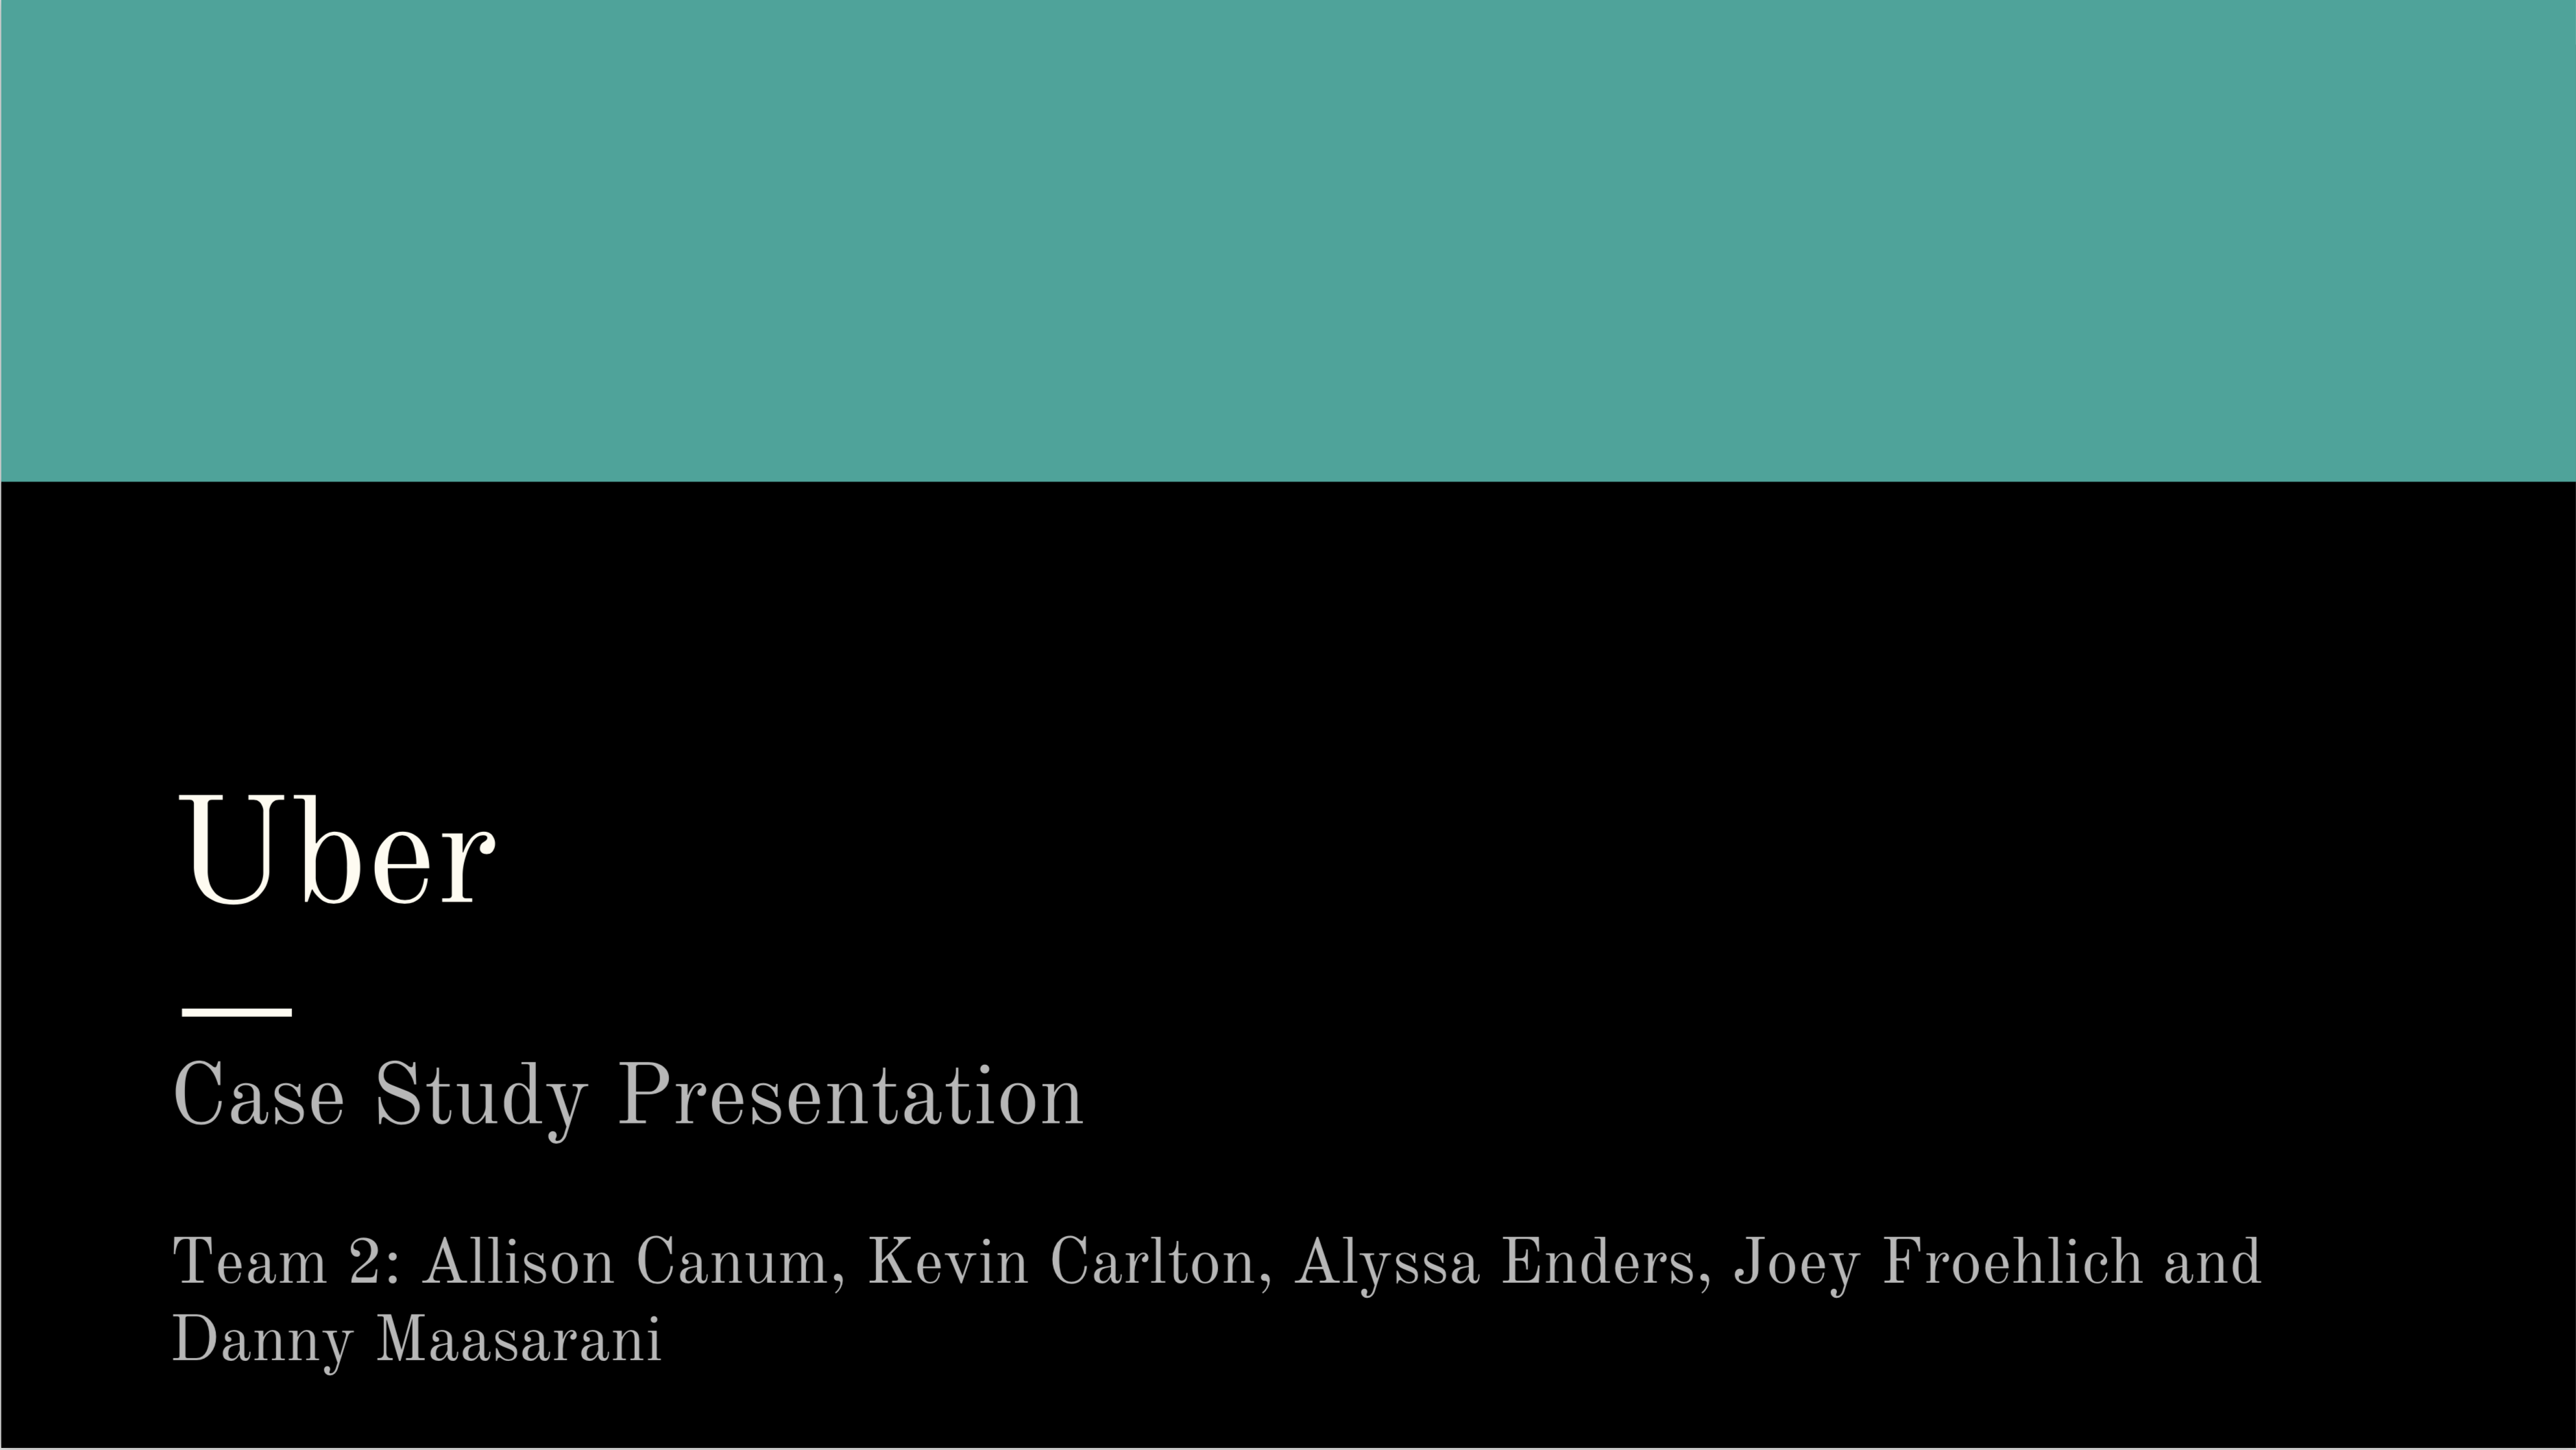 Uber
Case Study Presentation
Team 2: Allison Canum, Kevin Carlton, Alyssa Enders, Joey Froehlich and
Danny Maasarani